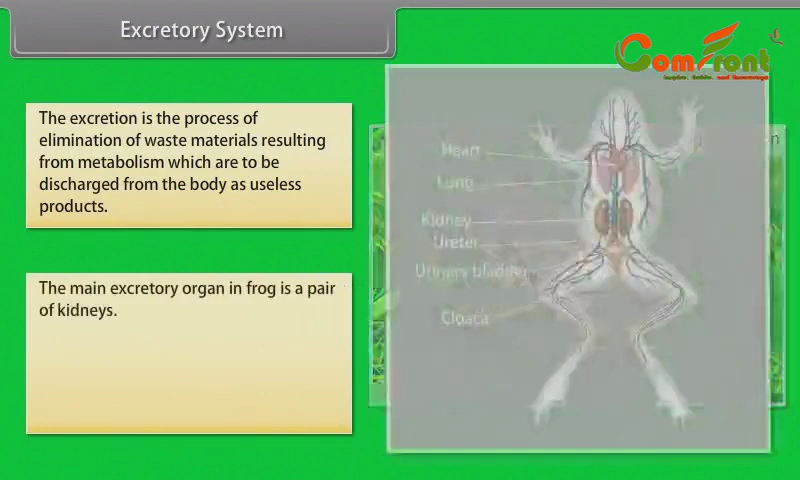 Excretory System
ComFront
The excretion is the process of
elimination of waste materials resulting
from metabolism which are to be
discharged from the body as useless
products.
The main excretory organ in frog is a pair
of kidneys.
Heart
Lung
Kidney
Ureter
Urinary bladder
Cloaca